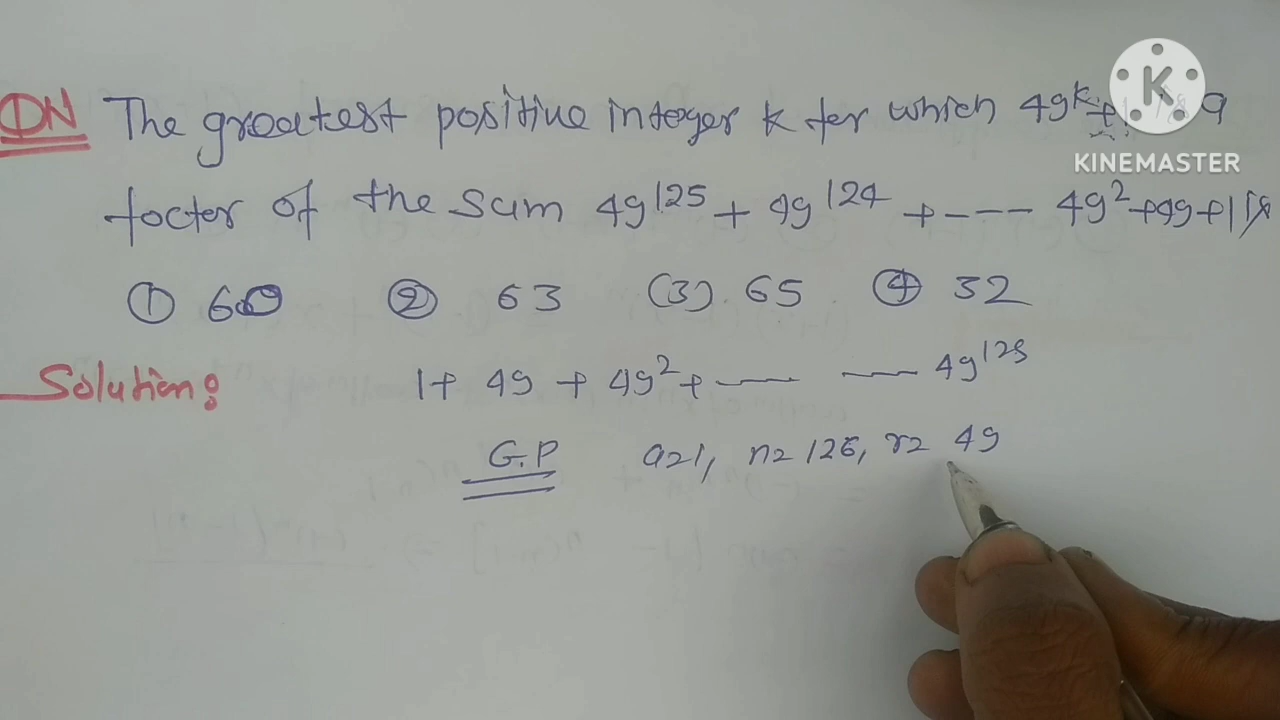 QN The greatest positive integer k for which 49^k+1 is a
K
KINEMASTER
factor of the sum 49^125 + 49^124 + --- 49^2+49+1 is
① 60 ② 63 (3). 65 ④ 32
Solution: 1+ 49 + 49^2 + —— —— 49^125
G.P a=1, n=126, r= 49